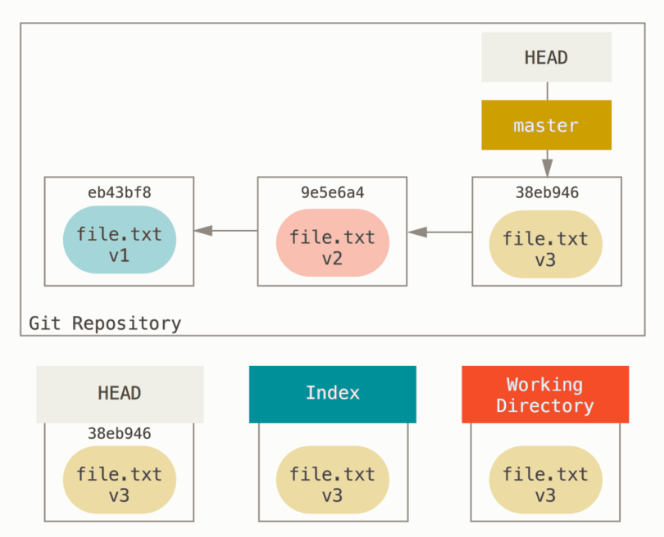 HEAD
master
eb43bf8
9e5e6a4
38eb946
file.txt
v1
file.txt
v2
file.txt
v3
Git Repository
HEAD
Index
Working
Directory
38eb946
file.txt
v3
file.txt
v3
file.txt
v3